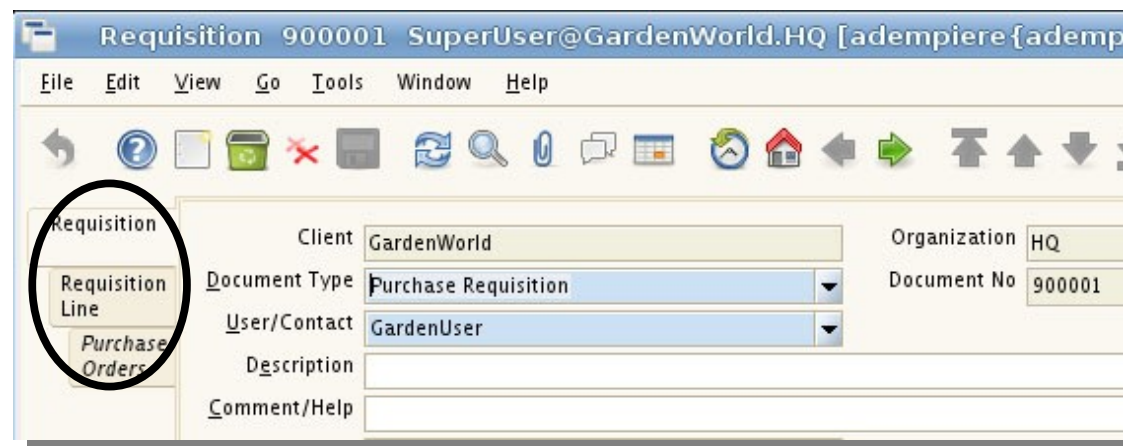 Requisition 900001 SuperUser@GardenWorld.HQ [adempiere{ademp
File Edit View Go Tools Window Help
Requisition
Client GardenWorld Organization HQ
Requisition Line
Document Type Purchase Requisition Document No 900001
User/Contact GardenUser
Purchase Orders
Description
Comment/Help